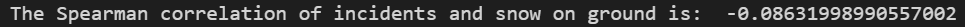 The Spearman correlation of incidents and snow on ground is:  -0.08631998990557002